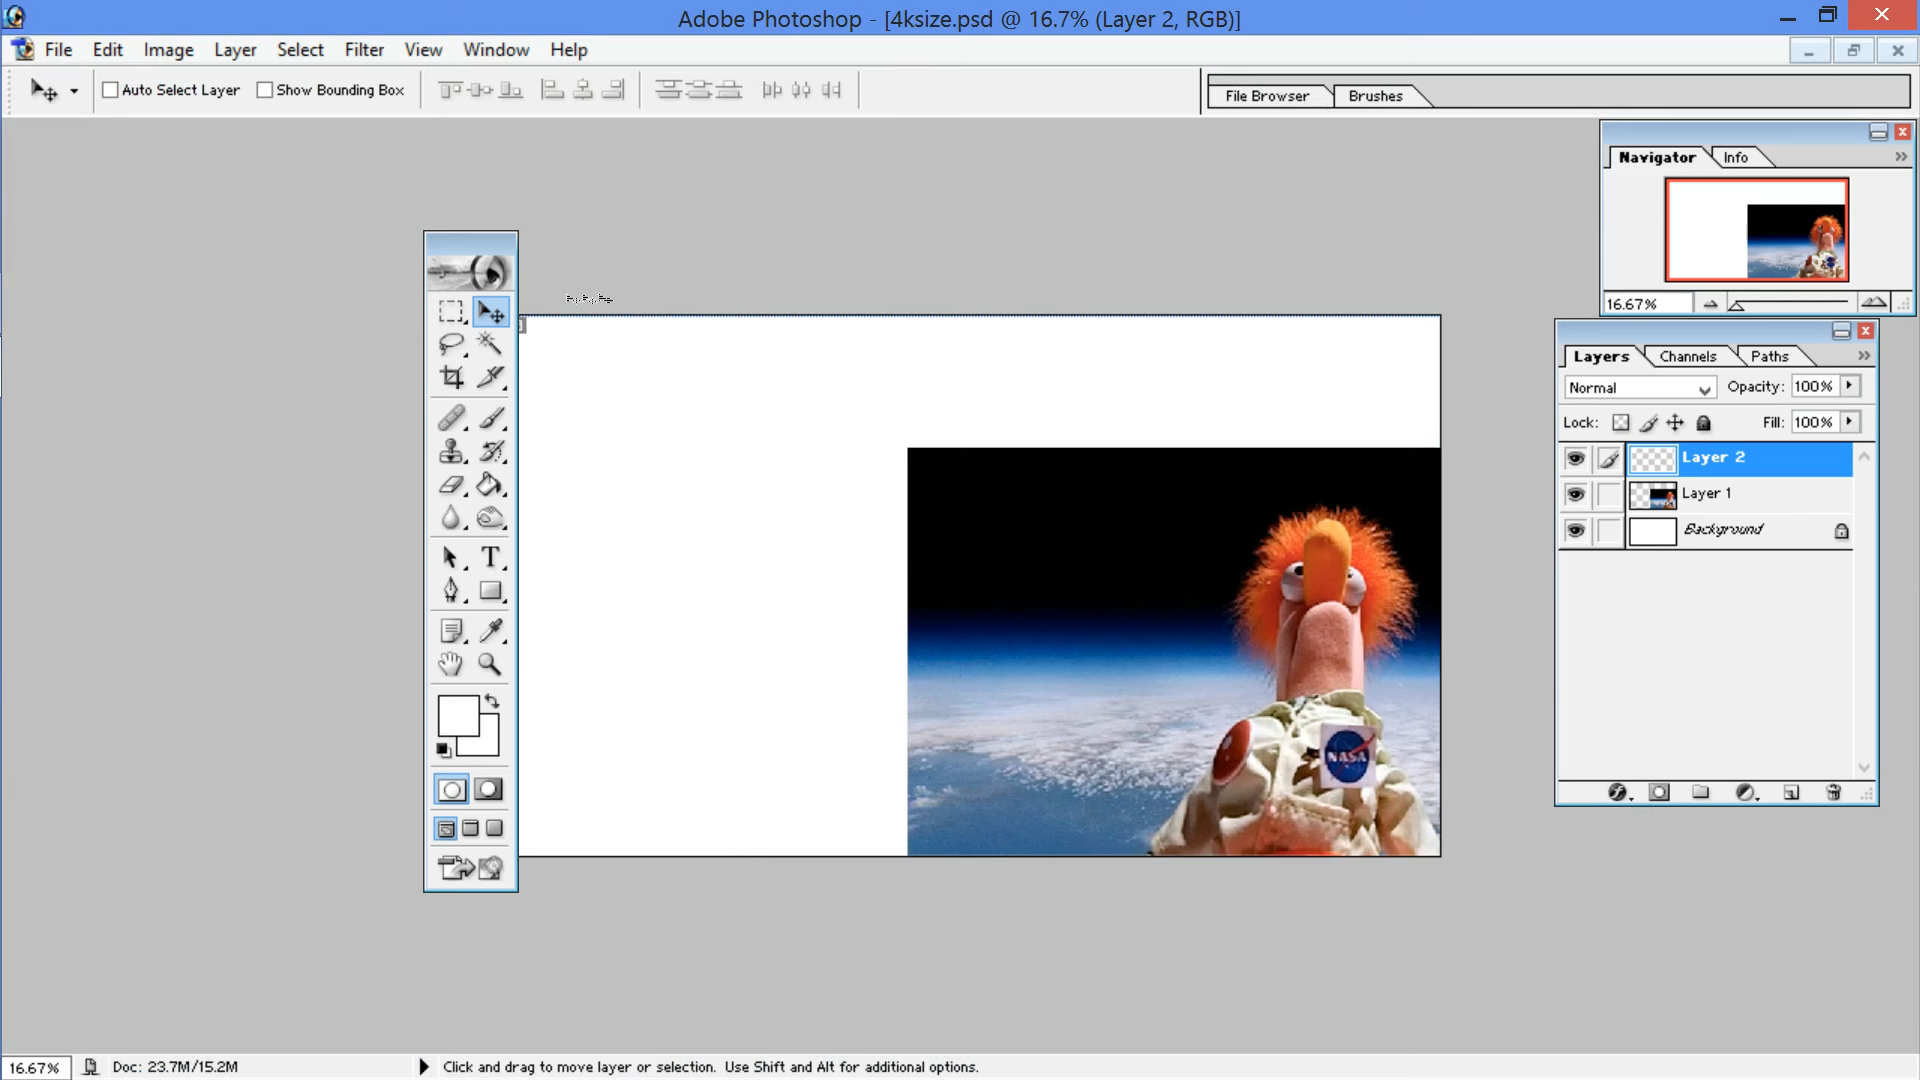 Adobe Photoshop - [4ksize.psd @ 16.7% (Layer 2, RGB)]
File Edit Image Layer Select Filter View Window Help
Auto Select Layer Show Bounding Box File Browser Brushes
Navigator Info
16.67%
Layers Channels Paths
Normal Opacity: 100%
Lock: Fill: 100%
Layer 2
Layer 1
Background
T
NASA
16.67% Doc: 23.7M/15.2M Click and drag to move layer or selection. Use Shift and Alt for additional options.